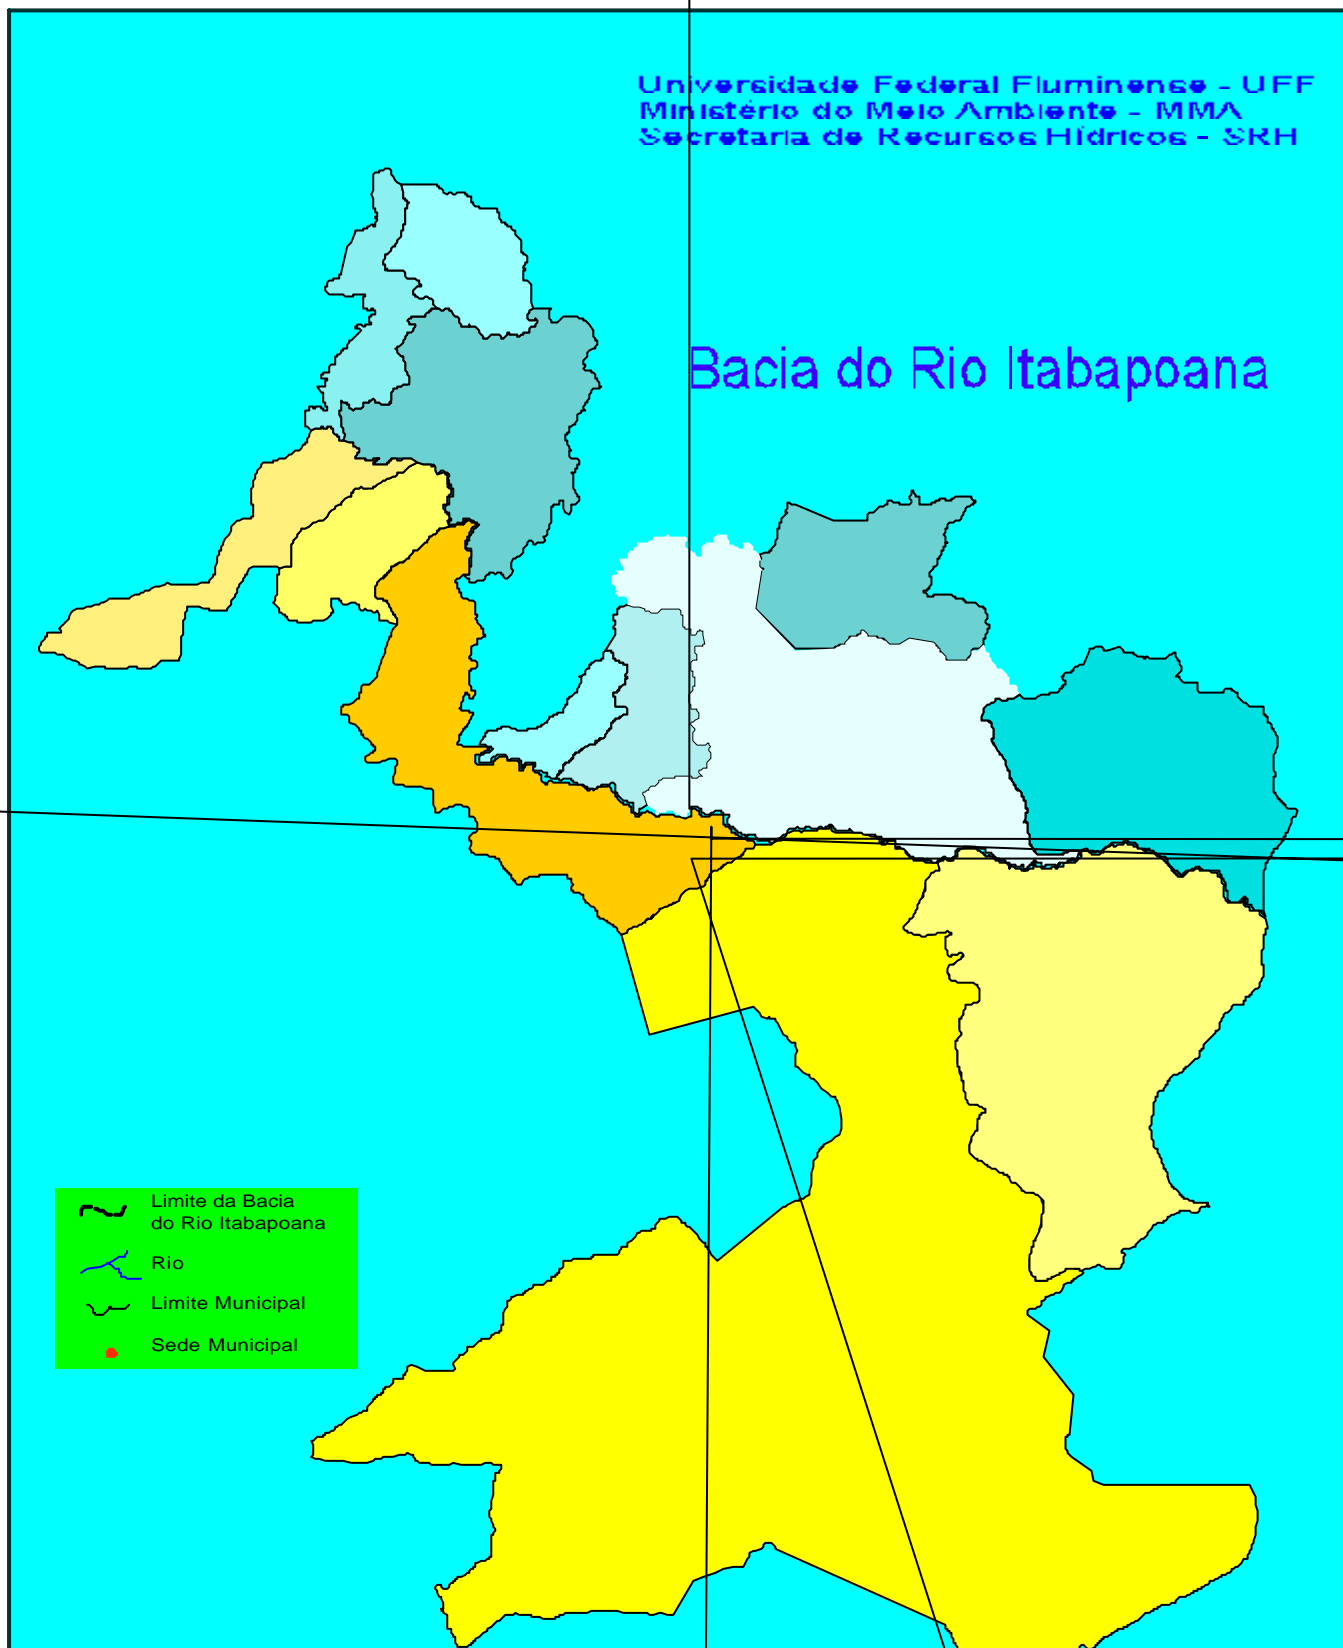 Universidade Federal Fluminense - UFF
Ministério do Meio Ambiente - MMA
Secretaria de Recursos Hídricos - SRH
Bacia do Rio Itabapoana
Limite da Bacia
do Rio Itabapoana
Rio
Limite Municipal
Sede Municipal